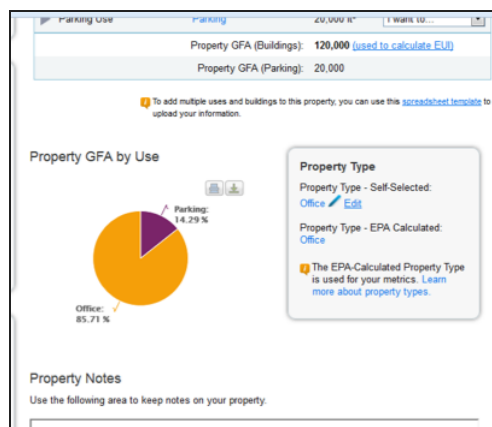 Parking Use Parking 20,000 ft² I want to...
Property GFA (Buildings): 120,000 (used to calculate EUI)
Property GFA (Parking): 20,000
To add multiple uses and buildings to this property, you can use this spreadsheet template to
upload your information.
Property GFA by Use
Parking:
14.29 %
Office:
85.71 %
Property Type
Property Type - Self-Selected:
Office Edit
Property Type - EPA Calculated:
Office
The EPA-Calculated Property Type
is used for your metrics. Learn
more about property types.
Property Notes
Use the following area to keep notes on your property.